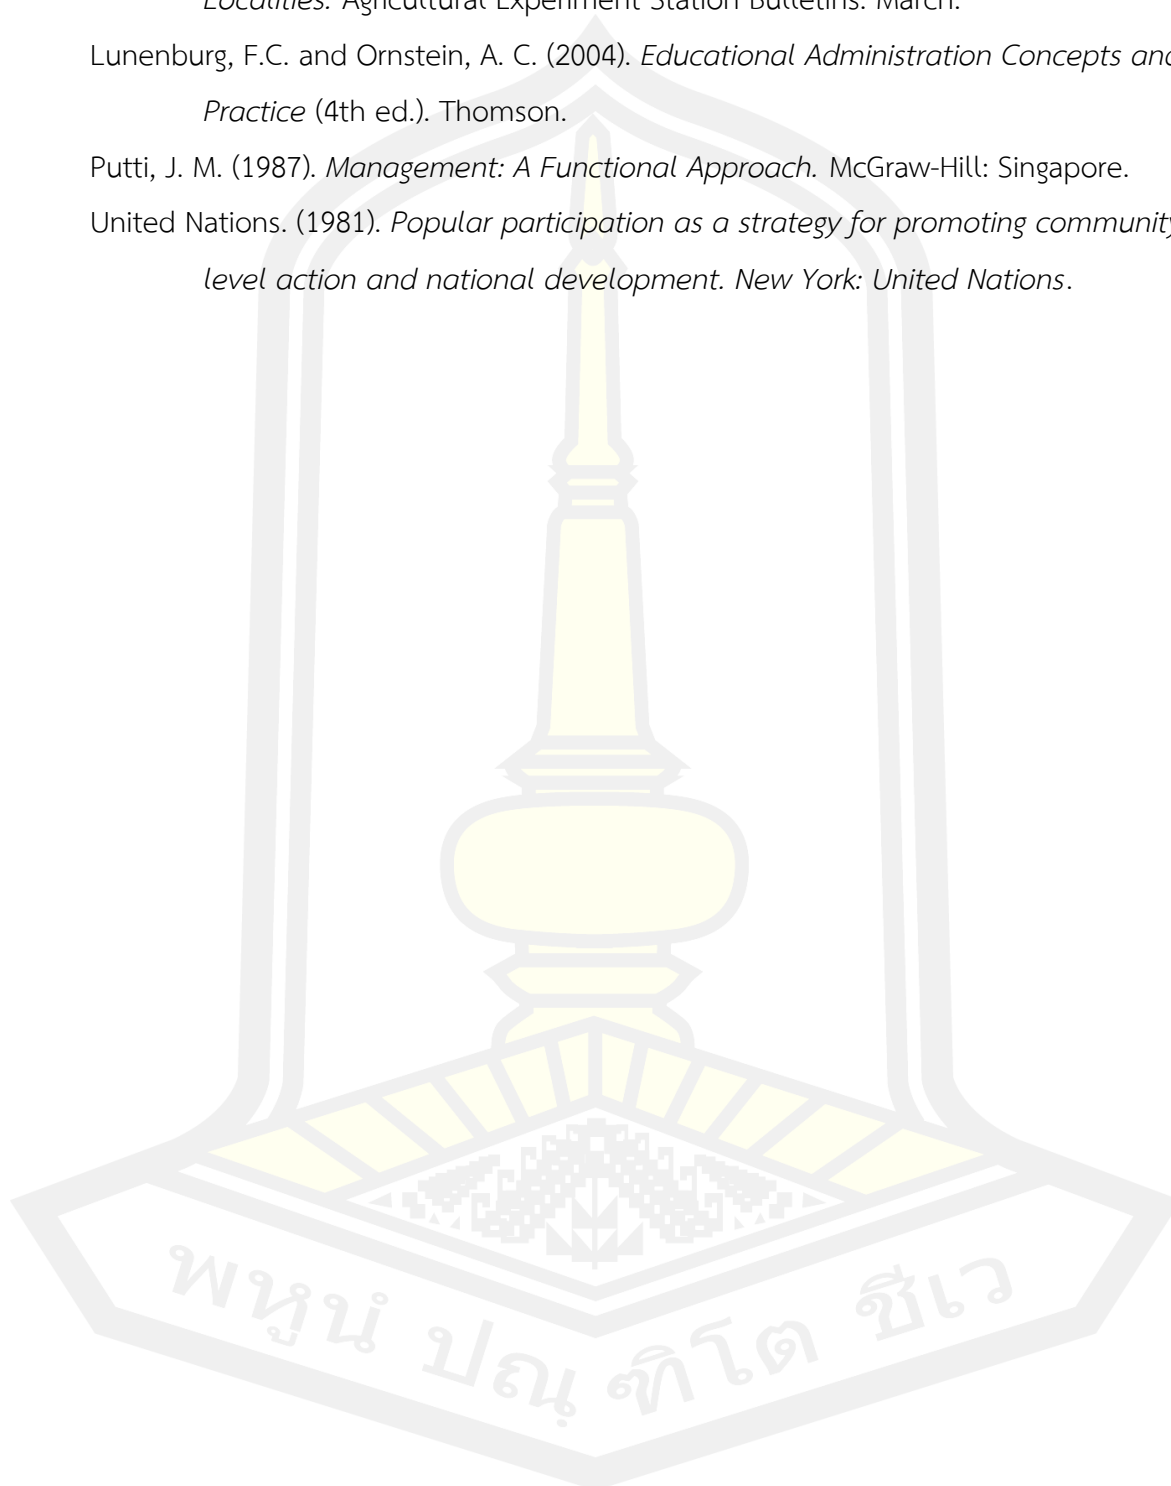 Localities. Agricultural Experiment Station Bulletins. March.
Lunenburg, F.C. and Ornstein, A. C. (2004). Educational Administration Concepts and
Practice (4th ed.). Thomson.
Putti, J. M. (1987). Management: A Functional Approach. McGraw-Hill: Singapore.
United Nations. (1981). Popular participation as a strategy for promoting community
level action and national development. New York: United Nations.
พหูนํ ปณฺ ฑิโต ชีเว